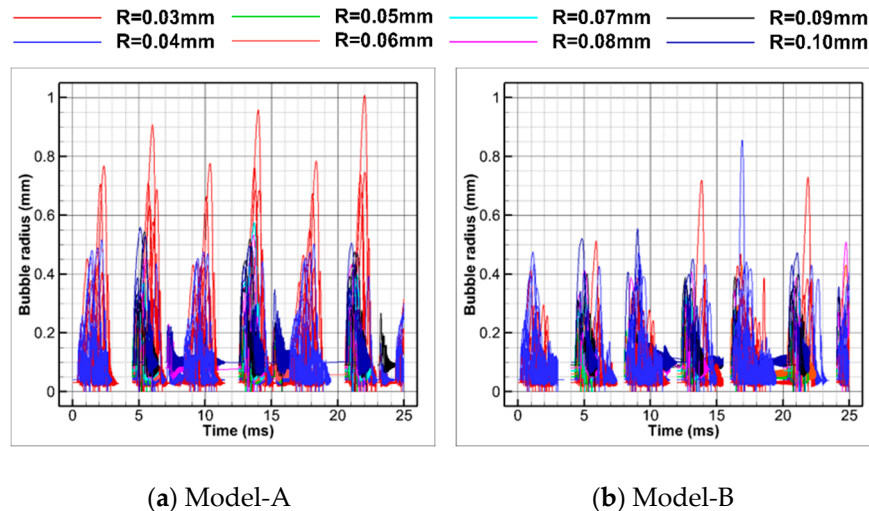 R=0.03mm R=0.05mm R=0.07mm R=0.09mm
R=0.04mm R=0.06mm R=0.08mm R=0.10mm
1 1
0.8 0.8
Bubble radius (mm) Bubble radius (mm)
0.6 0.6
0.4 0.4
0.2 0.2
0 0
0 5 10 15 20 25 0 5 10 15 20 25
Time (ms) Time (ms)
(a) Model-A (b) Model-B